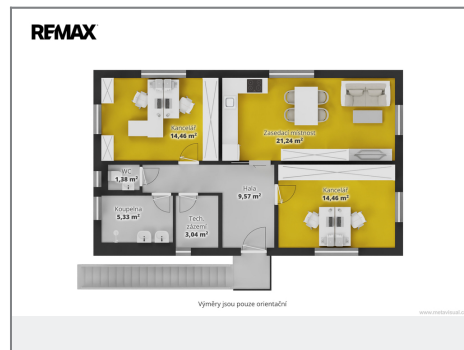 RE/MAX
Kancelář
14,46 m²
Zasedací místnost
21,24 m²
WC
1,38 m²
Hala
9,57 m²
Kancelář
14,46 m²
Koupelna
5,33 m²
Tech.
zázemí
3,04 m²
Výměry jsou pouze orientační